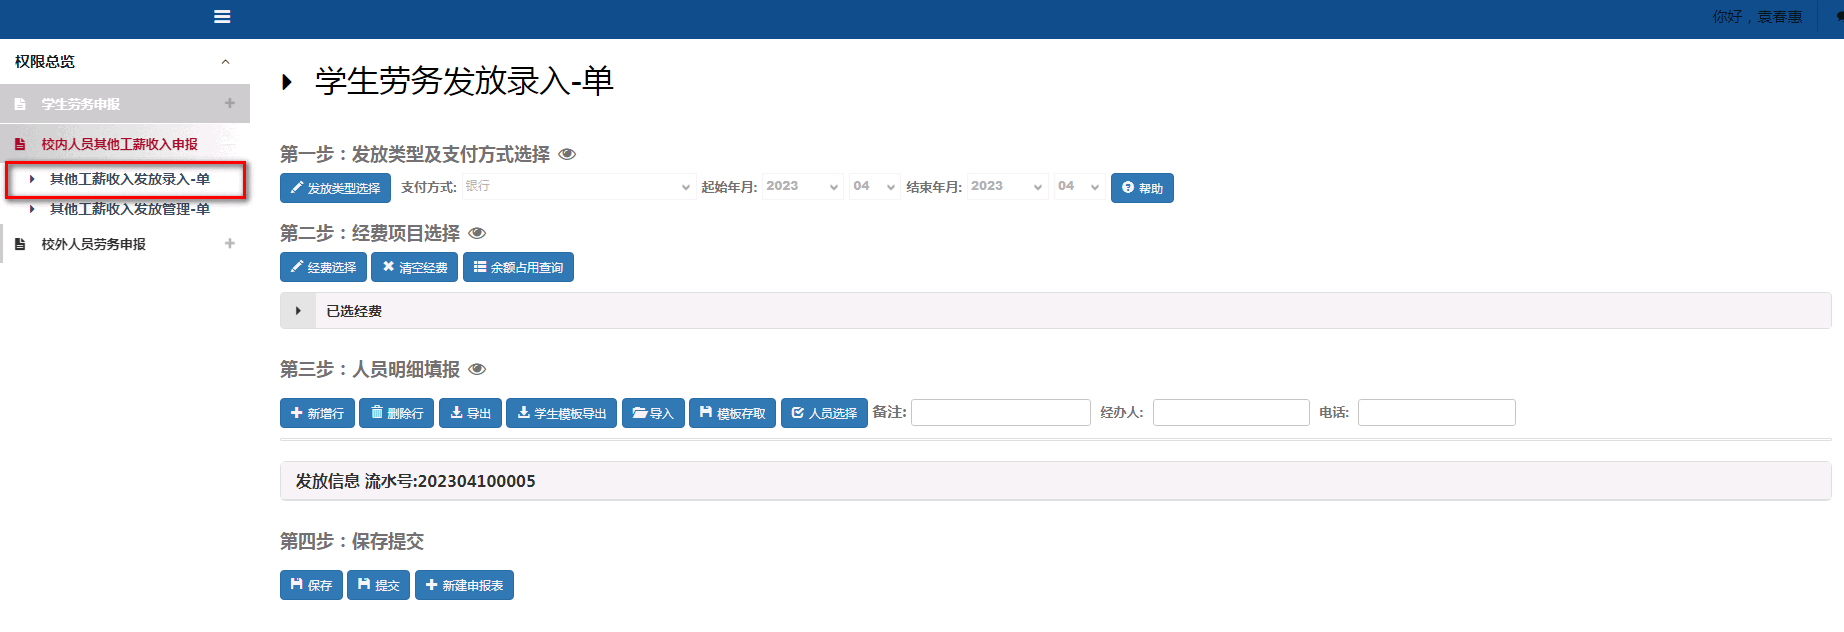 你好，袁春惠
权限总览
学生劳务申报
校内人员其他工薪收入申报
其他工薪收入发放录入-单
其他工薪收入发放管理-单
校外人员劳务申报
学生劳务发放录入-单
第一步：发放类型及支付方式选择
发放类型选择 支付方式: 银行 起始年月: 2023 04 结束年月: 2023 04 帮助
第二步：经费项目选择
经费选择 清空经费 余额占用查询
已选经费
第三步：人员明细填报
新增行 删除行 导出 学生模板导出 导入 模板存取 人员选择 备注: 经办人: 电话:
发放信息 流水号:202304100005
第四步：保存提交
保存 提交 新建申报表